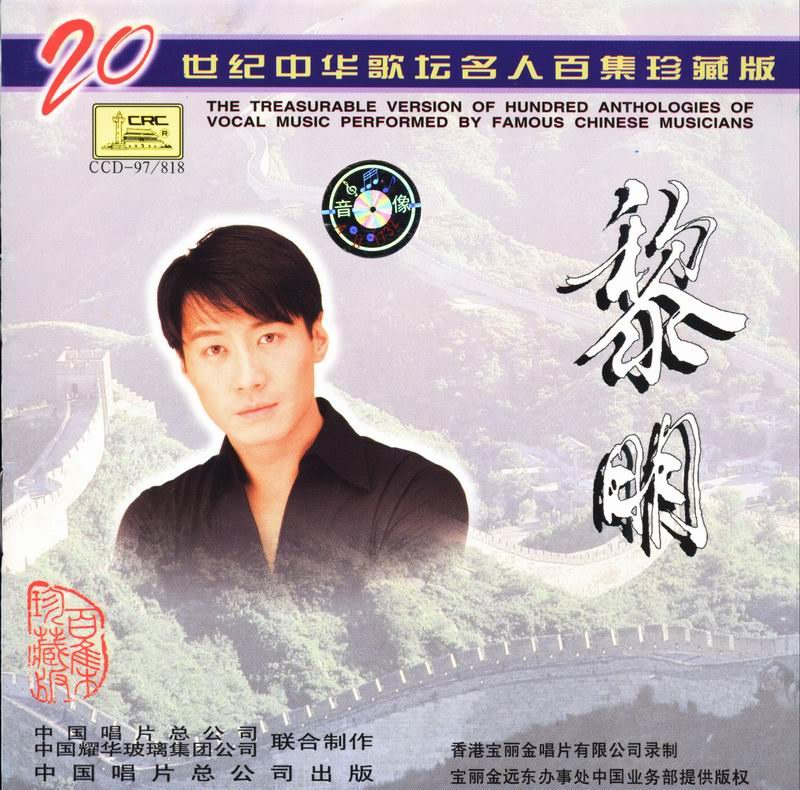 20
世纪中华歌坛名人百集珍藏版
THE TREASURABLE VERSION OF HUNDRED ANTHOLOGIES OF
VOCAL MUSIC PERFORMED BY FAMOUS CHINESE MUSICIANS
CRC
®
CCD-97/818
音像
黎明
百集
珍藏版
中国唱片总公司
中国耀华玻璃集团公司
联合制作
中国唱片总公司出版
香港宝丽金唱片有限公司录制
宝丽金远东办事处中国业务部提供版权